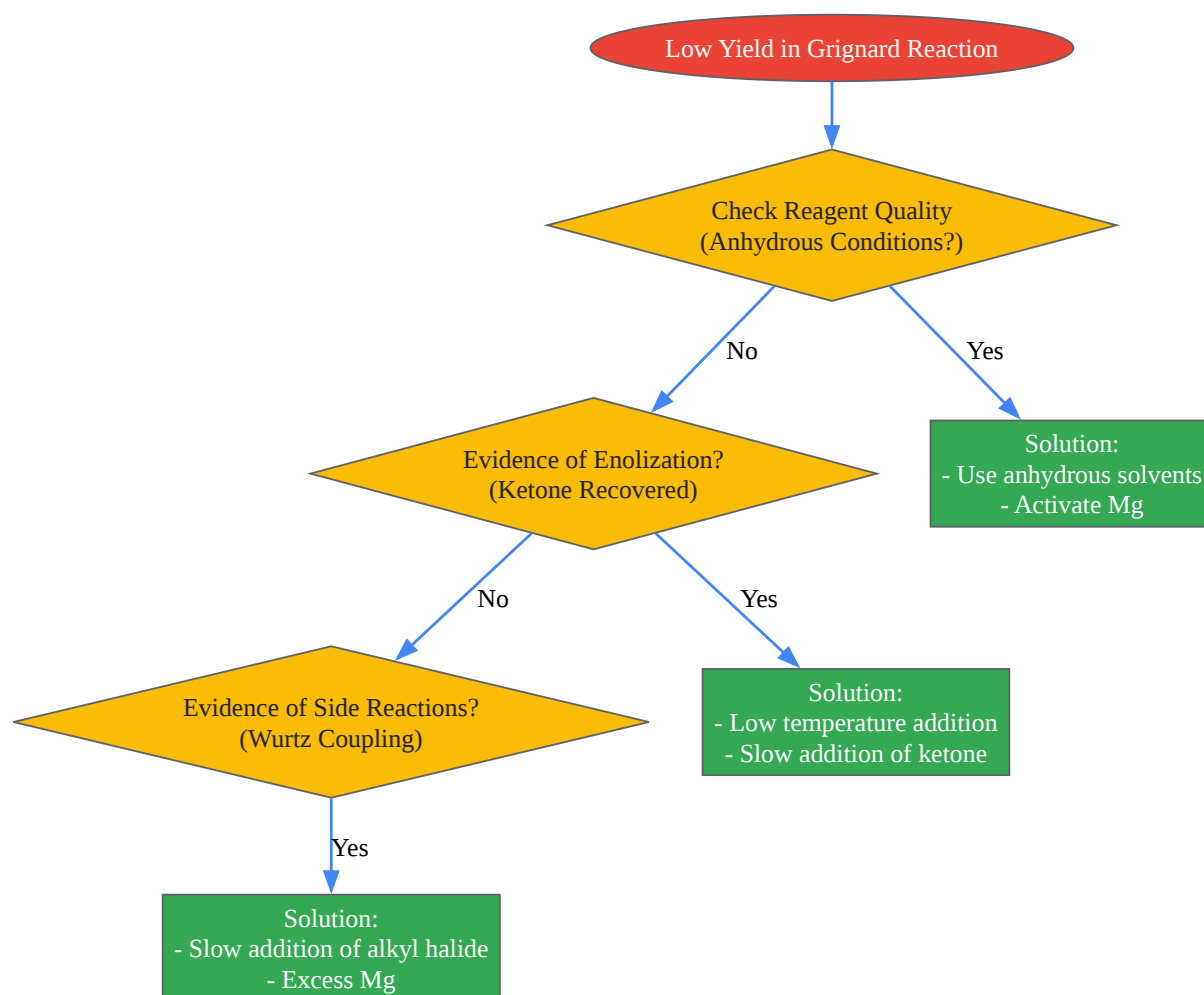 Low Yield in Grignard Reaction
Check Reagent Quality
(Anhydrous Conditions?)
No
Yes
Evidence of Enolization?
(Ketone Recovered)
Solution:
- Use anhydrous solvents
- Activate Mg
No
Yes
Evidence of Side Reactions?
(Wurtz Coupling)
Solution:
- Low temperature addition
- Slow addition of ketone
Yes
Solution:
- Slow addition of alkyl halide
- Excess Mg